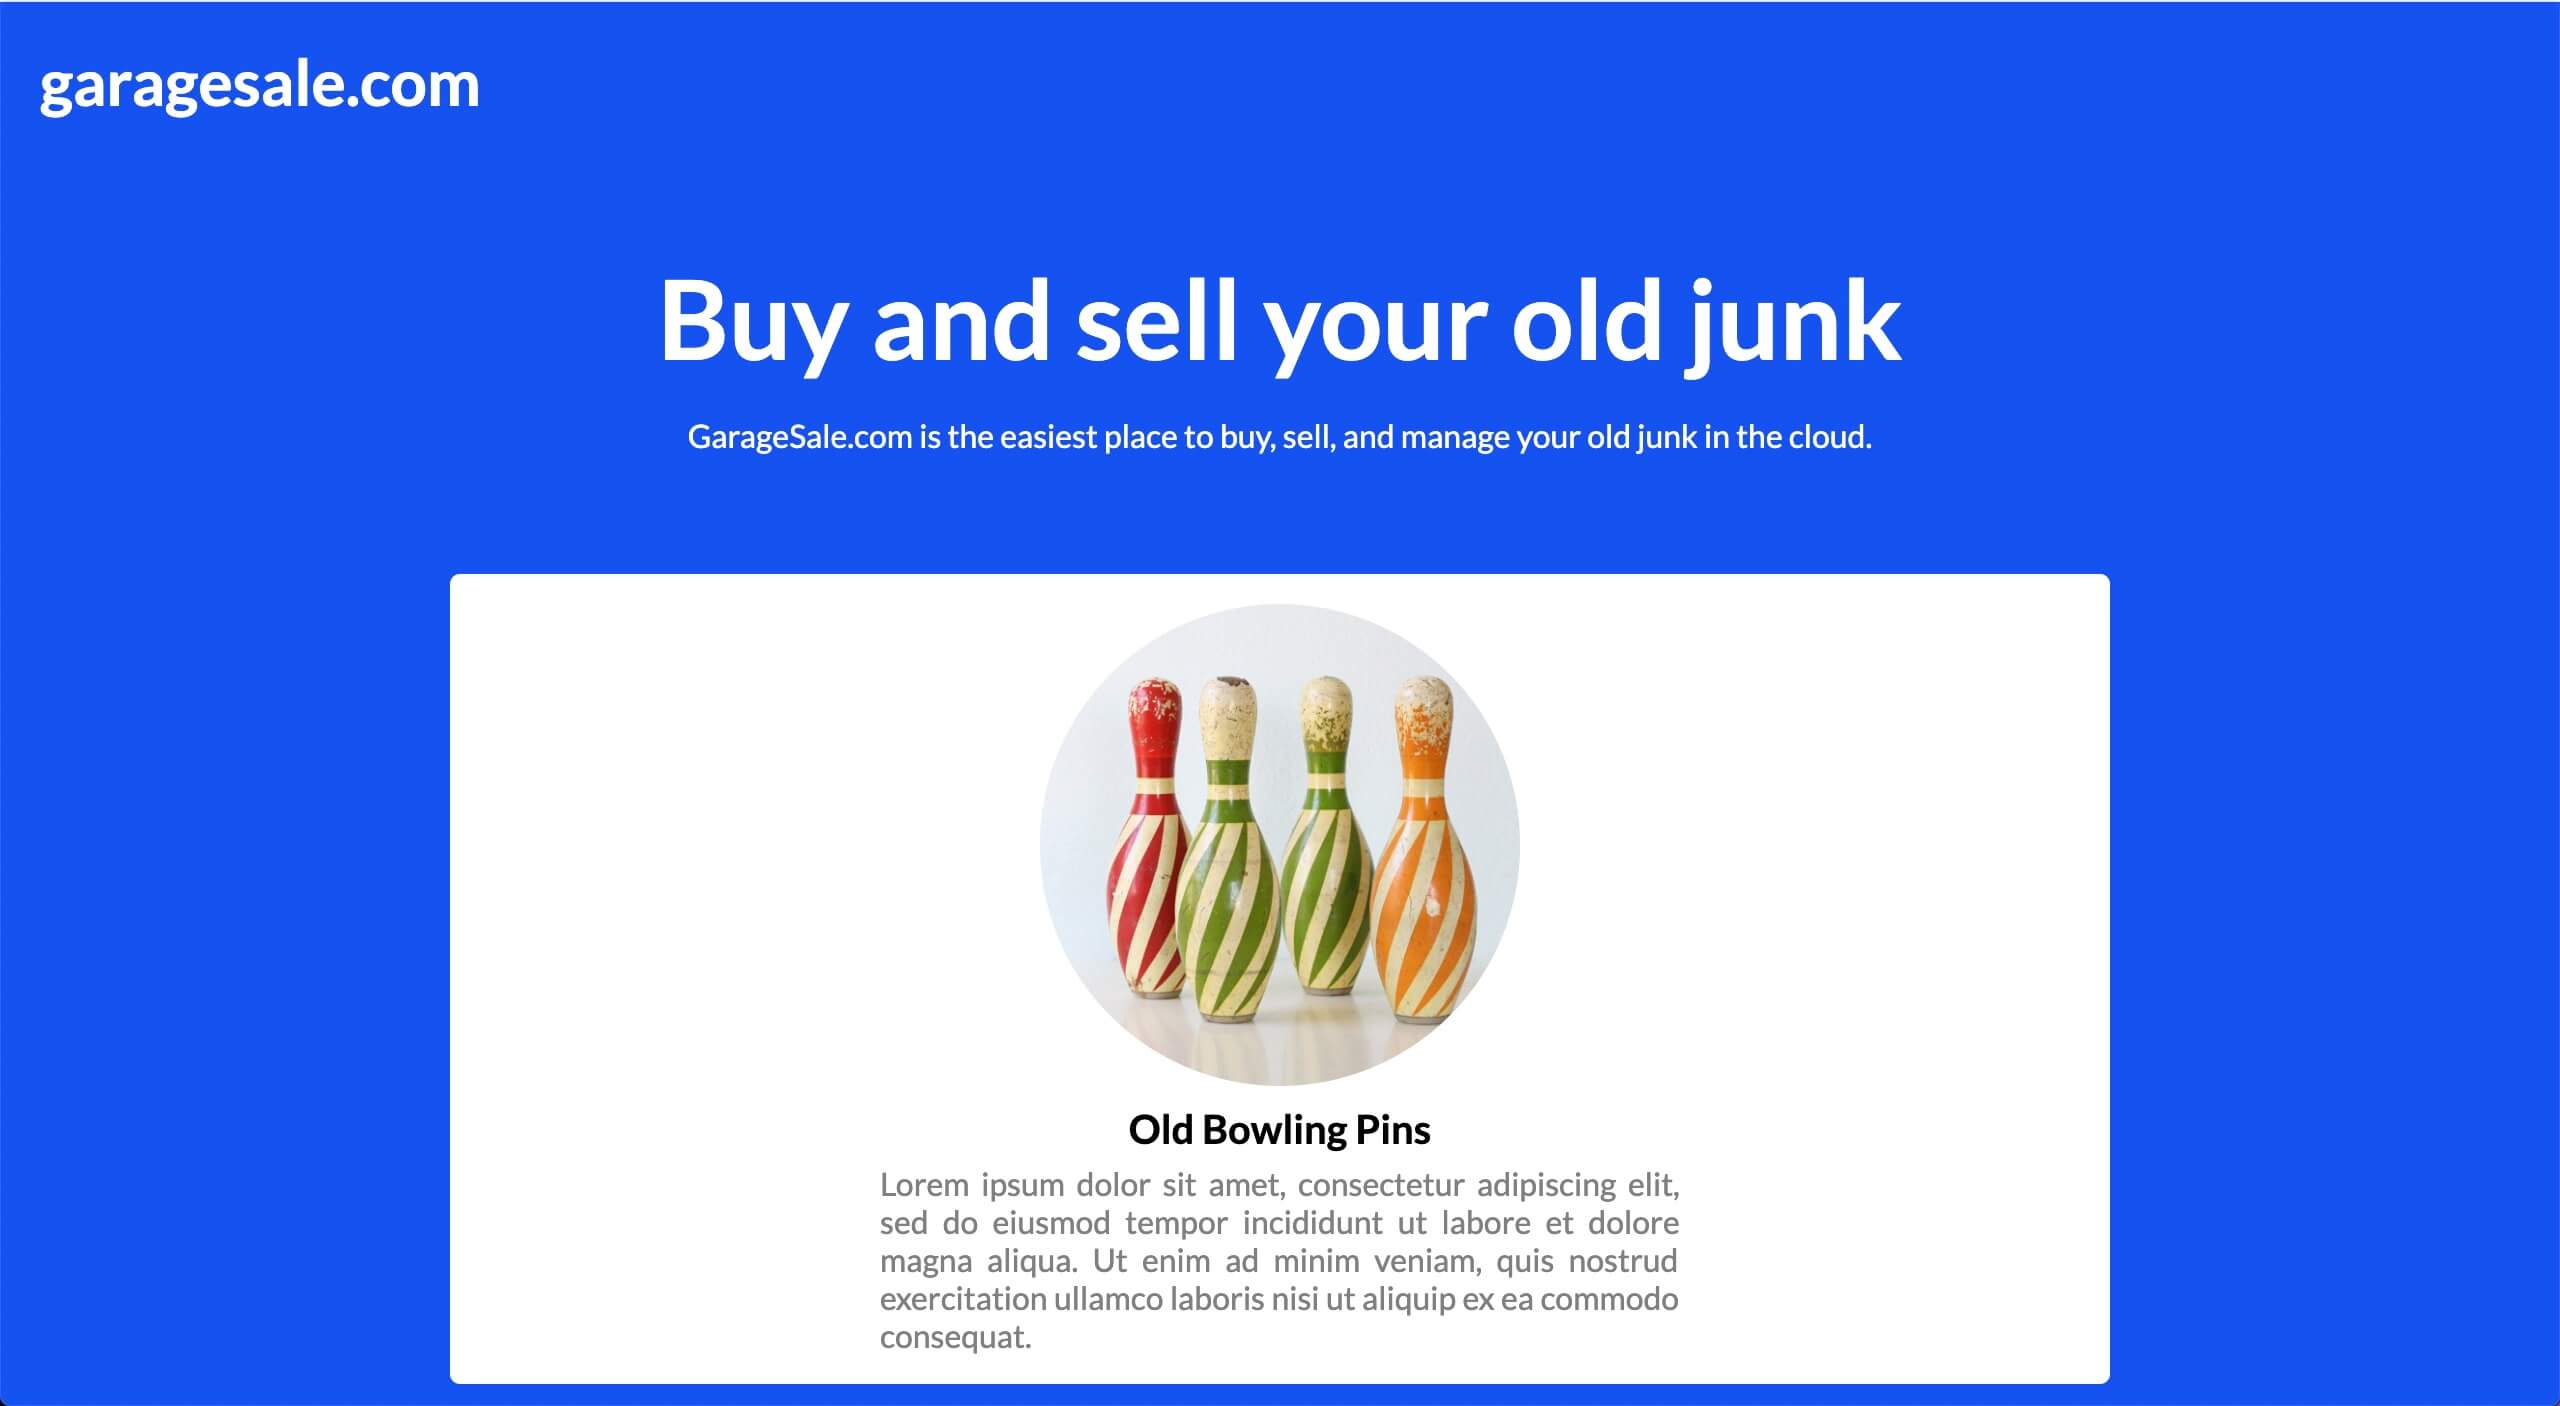 garagesale.com
Buy and sell your old junk
GarageSale.com is the easiest place to buy, sell, and manage your old junk in the cloud.
Old Bowling Pins
Lorem ipsum dolor sit amet, consectetur adipiscing elit,
sed do eiusmod tempor incididunt ut labore et dolore
magna aliqua. Ut enim ad minim veniam, quis nostrud
exercitation ullamco laboris nisi ut aliquip ex ea commodo
consequat.